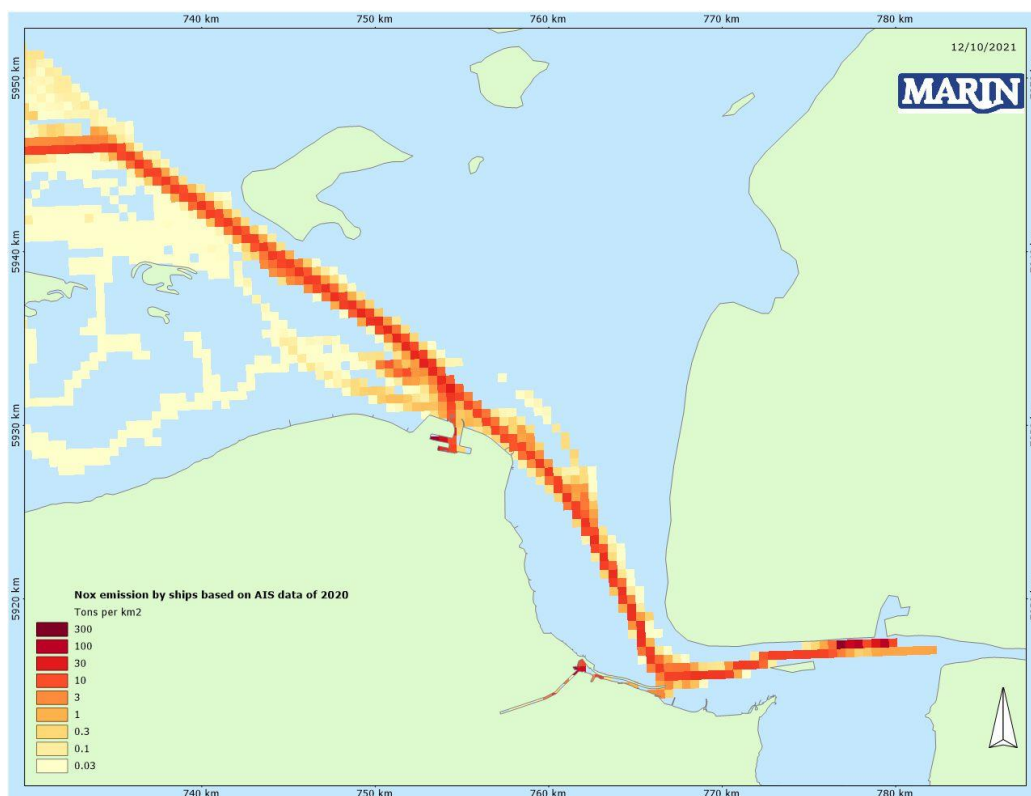 740 km 750 km 760 km 770 km 780 km
12/10/2021
MARIN
5950 km
5940 km
5930 km
5920 km
Nox emission by ships based on AIS data of 2020
Tons per km2
300
100
30
10
3
1
0.3
0.1
0.03
740 km 750 km 760 km 770 km 780 km